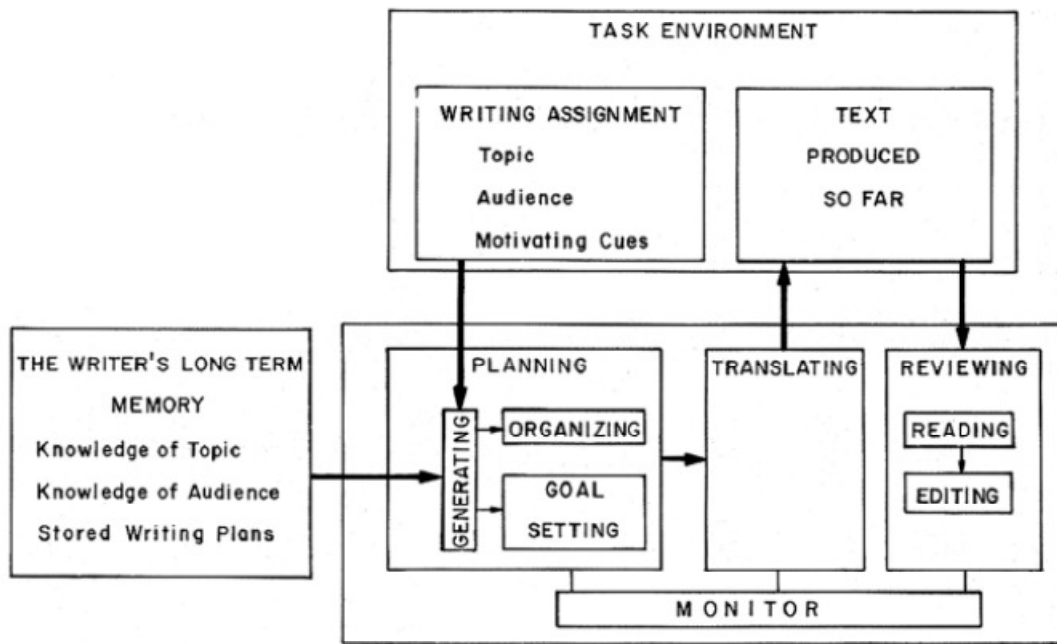 TASK ENVIRONMENT
WRITING ASSIGNMENT
Topic
Audience
Motivating Cues
TEXT
PRODUCED
SO FAR
THE WRITER'S LONG TERM
MEMORY
Knowledge of Topic
Knowledge of Audience
Stored Writing Plans
PLANNING
GENERATING
ORGANIZING
GOAL
SETTING
TRANSLATING
REVIEWING
READING
EDITING
MONITOR